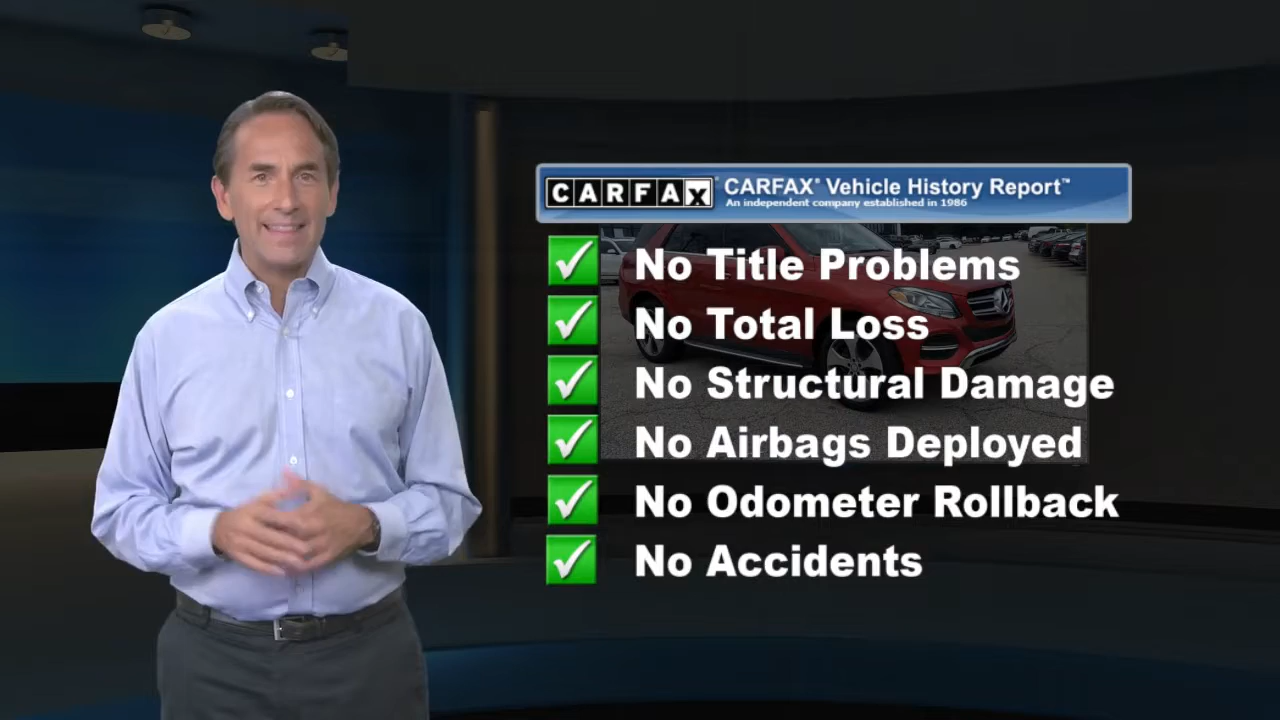 CARFAX® CARFAX® Vehicle History Report™
An independent company established in 1986
No Title Problems
No Total Loss
No Structural Damage
No Airbags Deployed
No Odometer Rollback
No Accidents